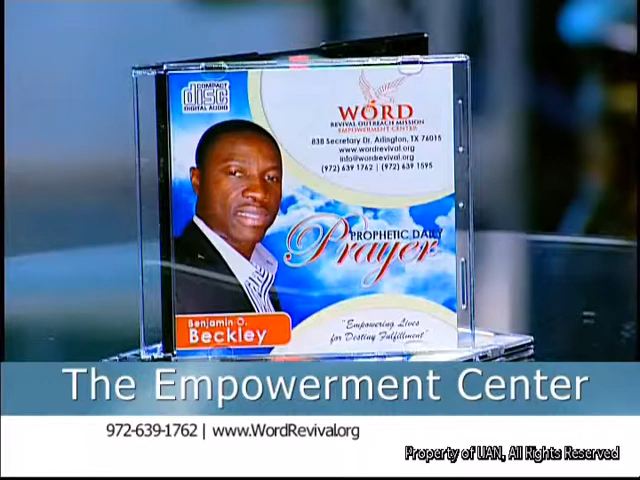 COMPACT
disc
DIGITAL AUDIO
WORD
REVIVAL OUTREACH MISSION
EMPOWERMENT CENTER
838 Secretary Dr. Arlington, TX 76015
www.wordrevival.org
info@wordrevival.org
(972) 639 1762 | (972) 639 1595
PROPHETIC DAILY
Prayer
Benjamin O.
Beckley
"Empowering Lives
for Destiny Fulfillment"
The Empowerment Center
972-639-1762 | www.WordRevival.org
Property of UAN, All Rights Reserved